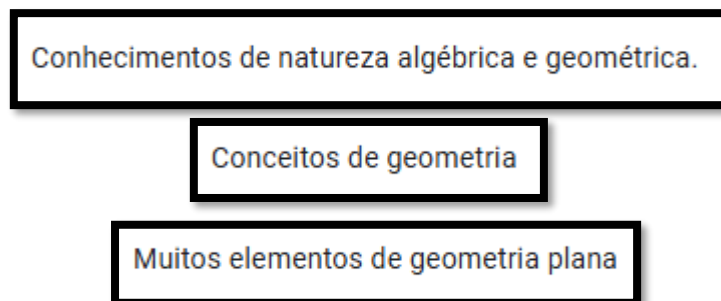 Conhecimentos de natureza algébrica e geométrica.
Conceitos de geometria
Muitos elementos de geometria plana